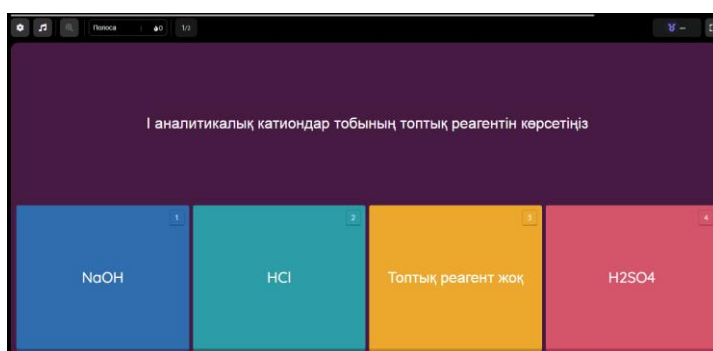 Полоса 0 1/2
І аналитикалық катиондар тобының топтық реагентін көрсетіңіз
1 2 3 4
NaOH HCl Топтық реагент жоқ H2SO4